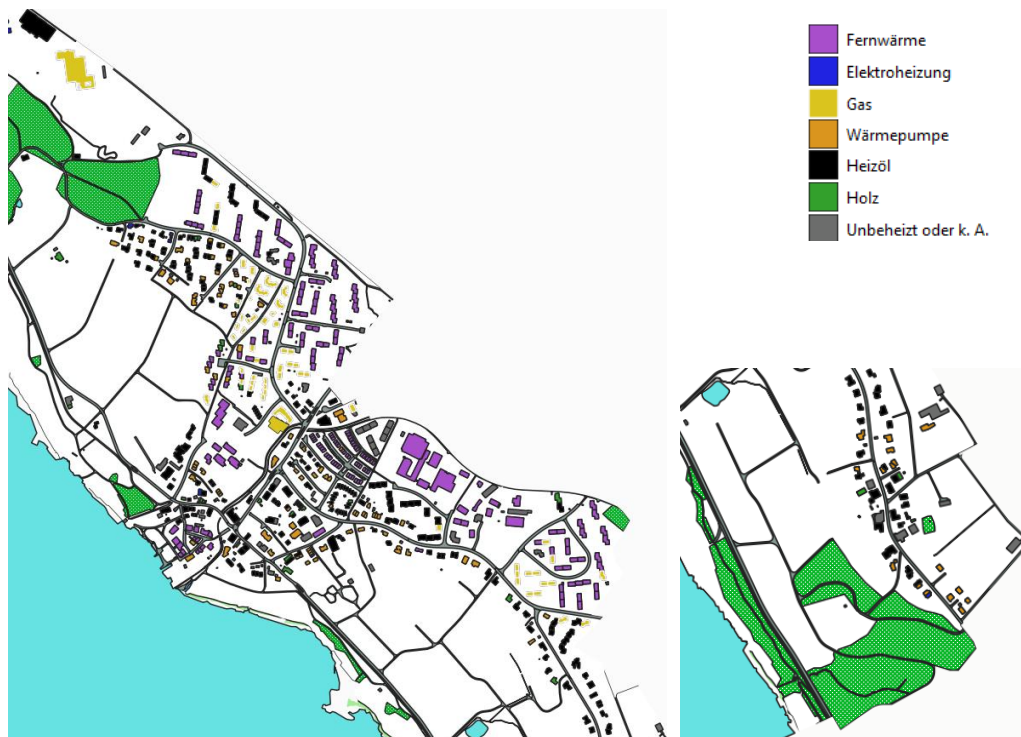 Fernwärme
Elektroheizung
Gas
Wärmepumpe
Heizöl
Holz
Unbeheizt oder k. A.